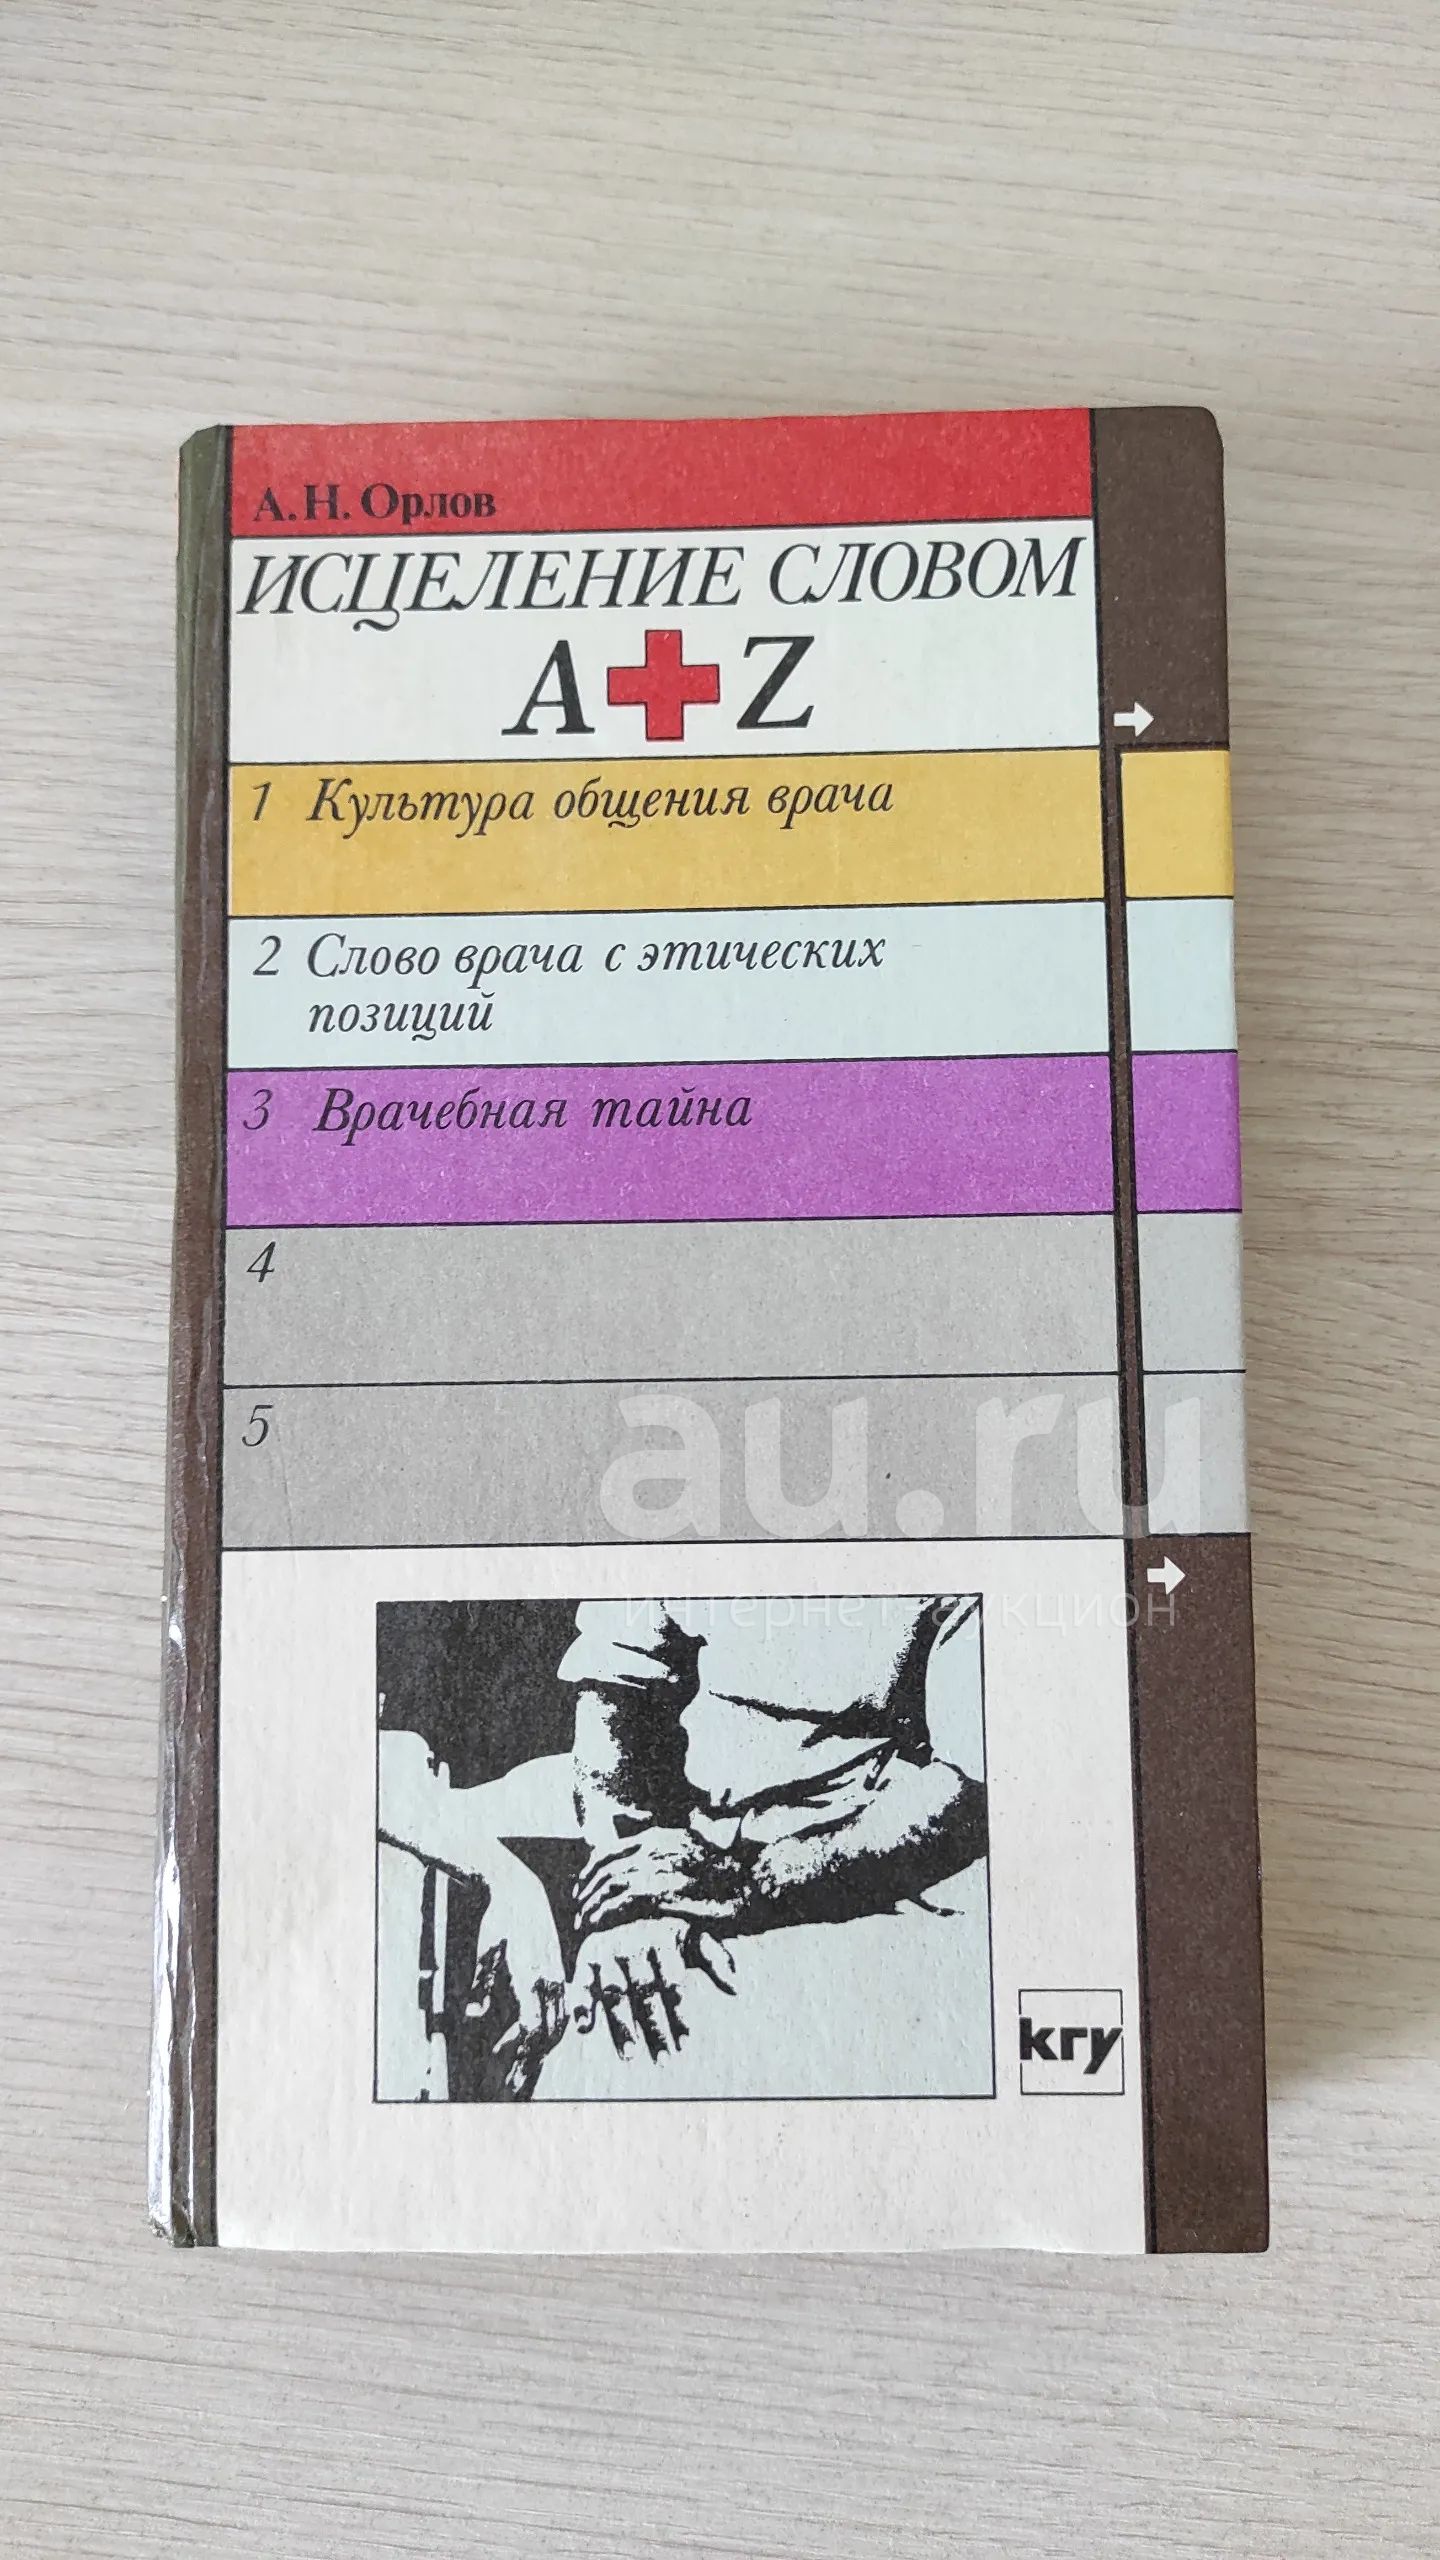 А.Н. Орлов
ИСЦЕЛЕНИЕ СЛОВОМ
A Z
1 Культура общения врача
2 Слово врача с этических
позиций
3 Врачебная тайна
4
5
au.ru
интернет-аукцион
кгу